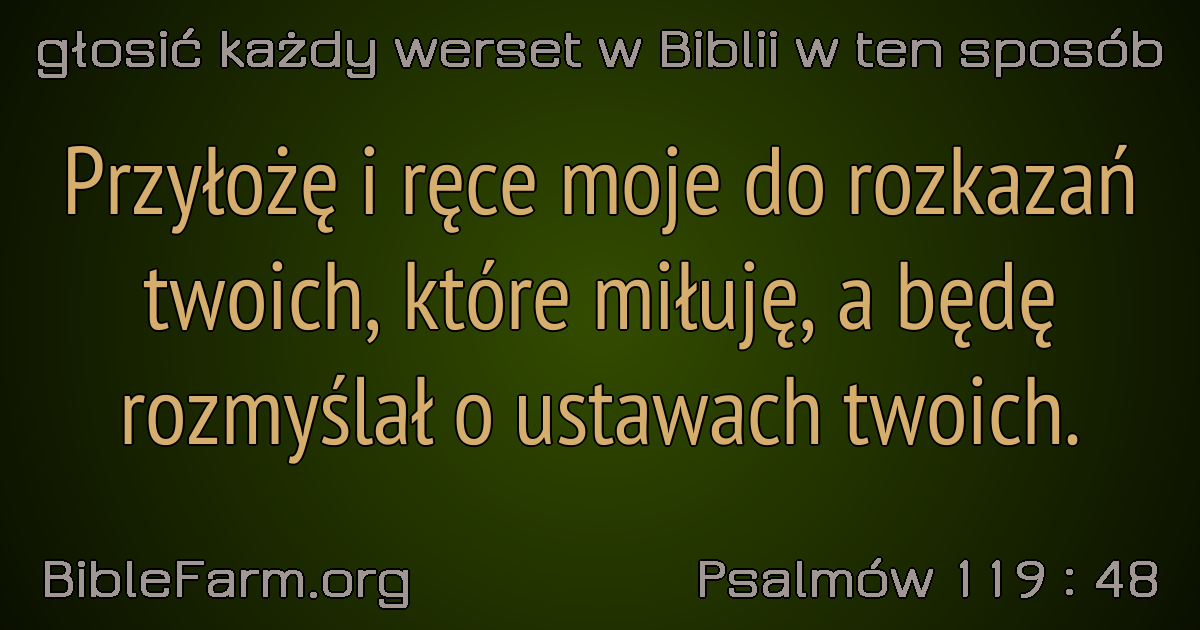 głosić każdy werset w Biblii w ten sposób
Przyłożę i ręce moje do rozkazań
twoich, które miłuję, a będę
rozmyślał o ustawach twoich.
BibleFarm.org
Psalmów 119 : 48